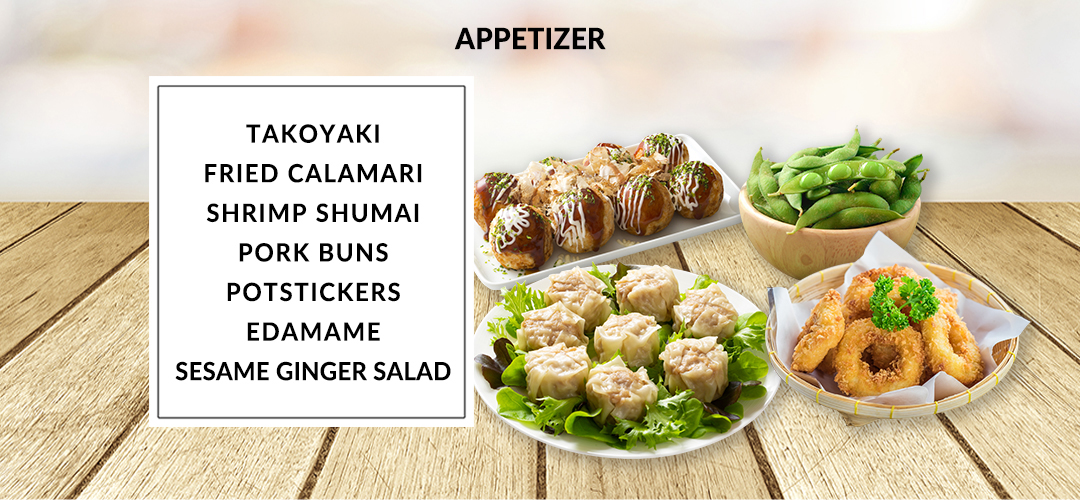 APPETIZER
TAKOYAKI
FRIED CALAMARI
SHRIMP SHUMAI
PORK BUNS
POTSTICKERS
EDAMAME
SESAME GINGER SALAD